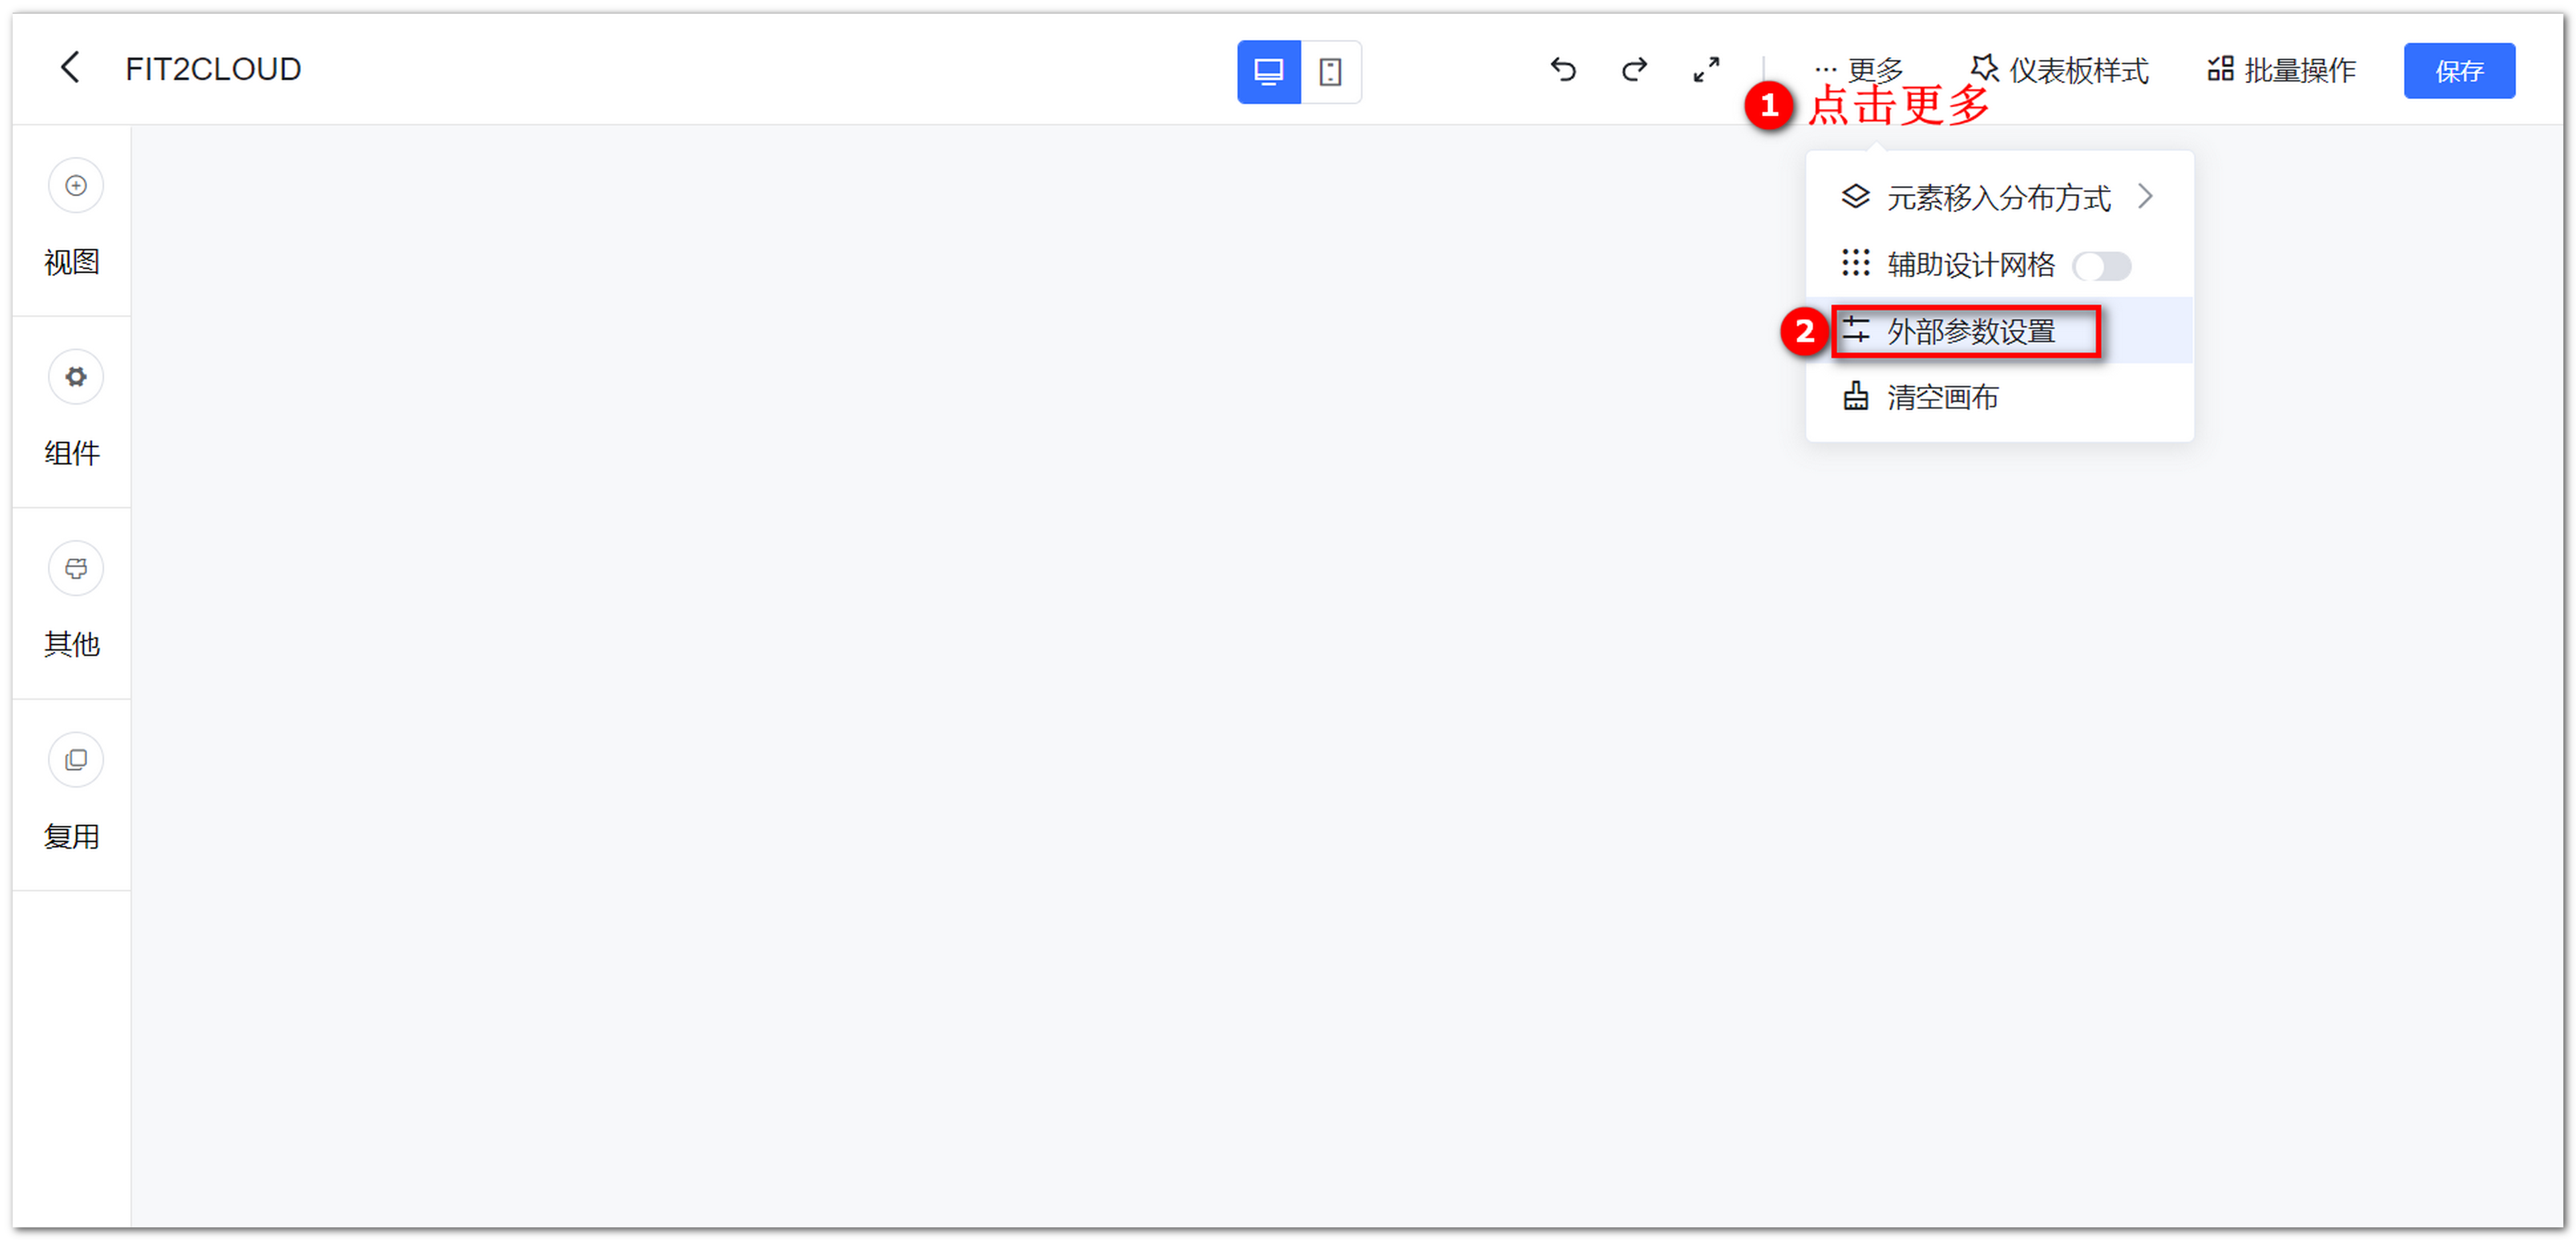 FIT2CLOUD
··· 更多
仪表板样式
批量操作
保存
1 点击更多
视图
组件
其他
复用
元素移入分布方式
辅助设计网格
2 外部参数设置
清空画布